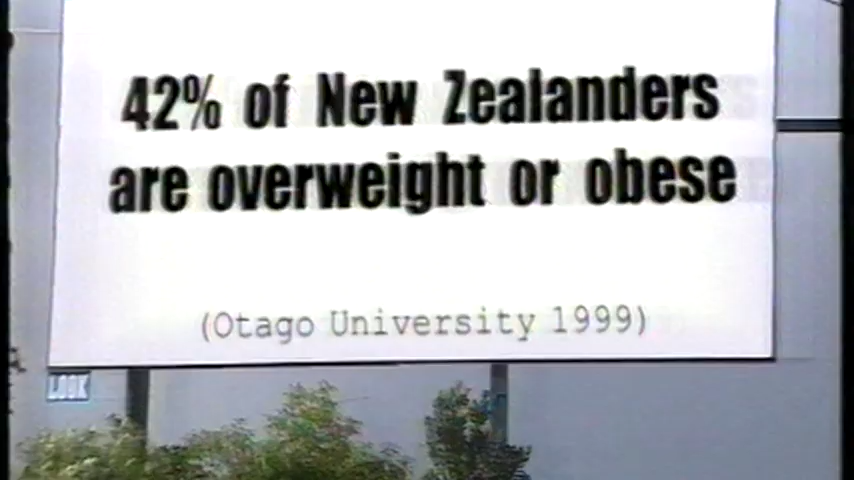 42% of New Zealanders
are overweight or obese
(Otago University 1999)
LOOK